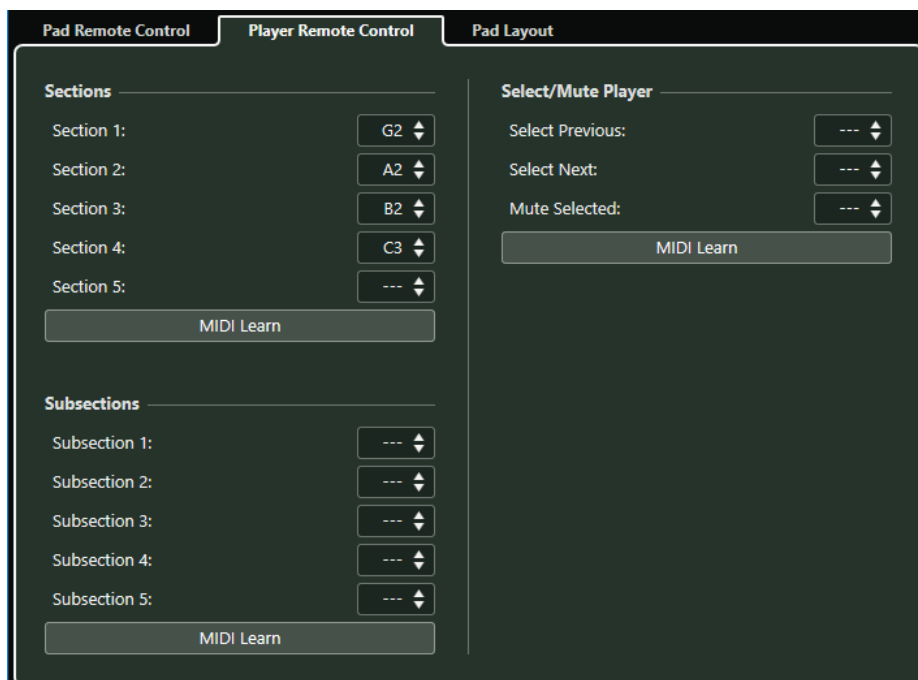 Pad Remote Control
Player Remote Control
Pad Layout
Sections
Section 1: G2
Section 2: A2
Section 3: B2
Section 4: C3
Section 5: ---
MIDI Learn
Subsections
Subsection 1: ---
Subsection 2: ---
Subsection 3: ---
Subsection 4: ---
Subsection 5: ---
MIDI Learn
Select/Mute Player
Select Previous: ---
Select Next: ---
Mute Selected: ---
MIDI Learn